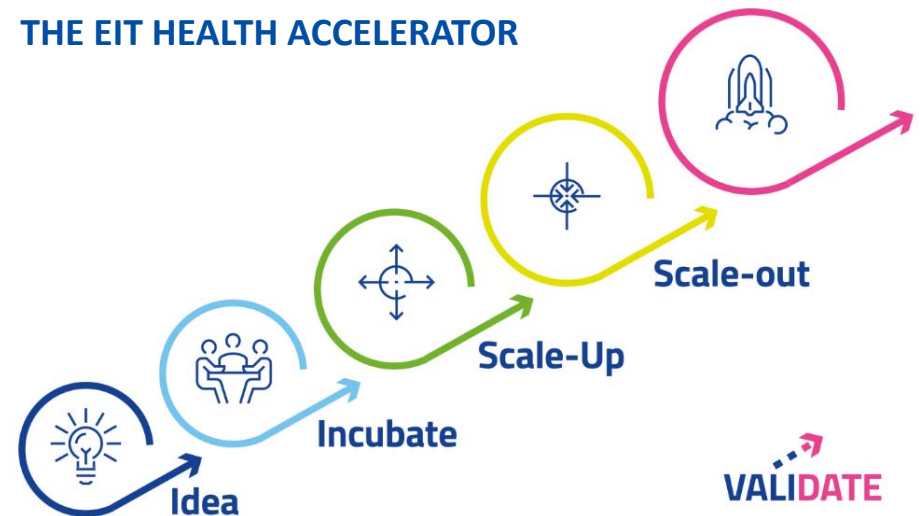 THE EIT HEALTH ACCELERATOR
Scale-out
Scale-Up
Incubate
Idea
VALIDATE